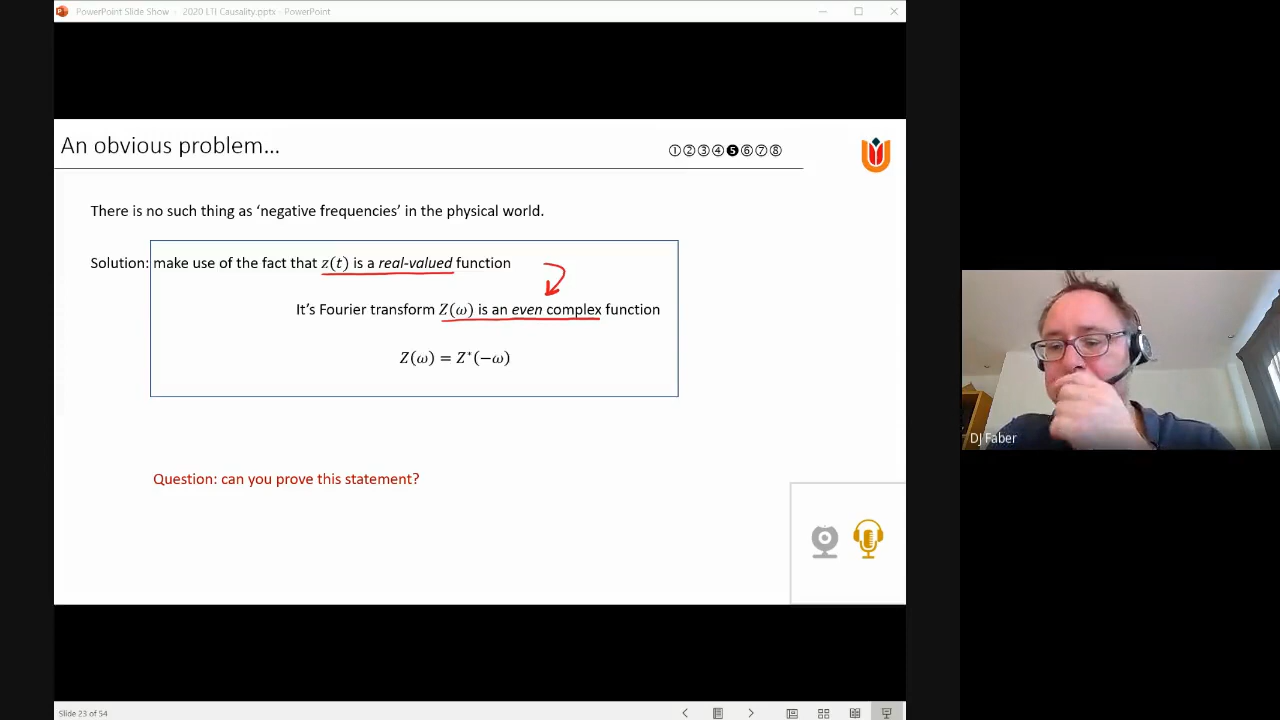 PowerPoint Slide Show - 2020 LTI Causality.pptx - PowerPoint
An obvious problem...
①②③④❺⑥⑦⑧
There is no such thing as ‘negative frequencies’ in the physical world.
Solution: make use of the fact that z(t) is a real-valued function
It’s Fourier transform Z(ω) is an even complex function
Z(ω) = Z*(−ω)
DJ Faber
Question: can you prove this statement?
Slide 23 of 54